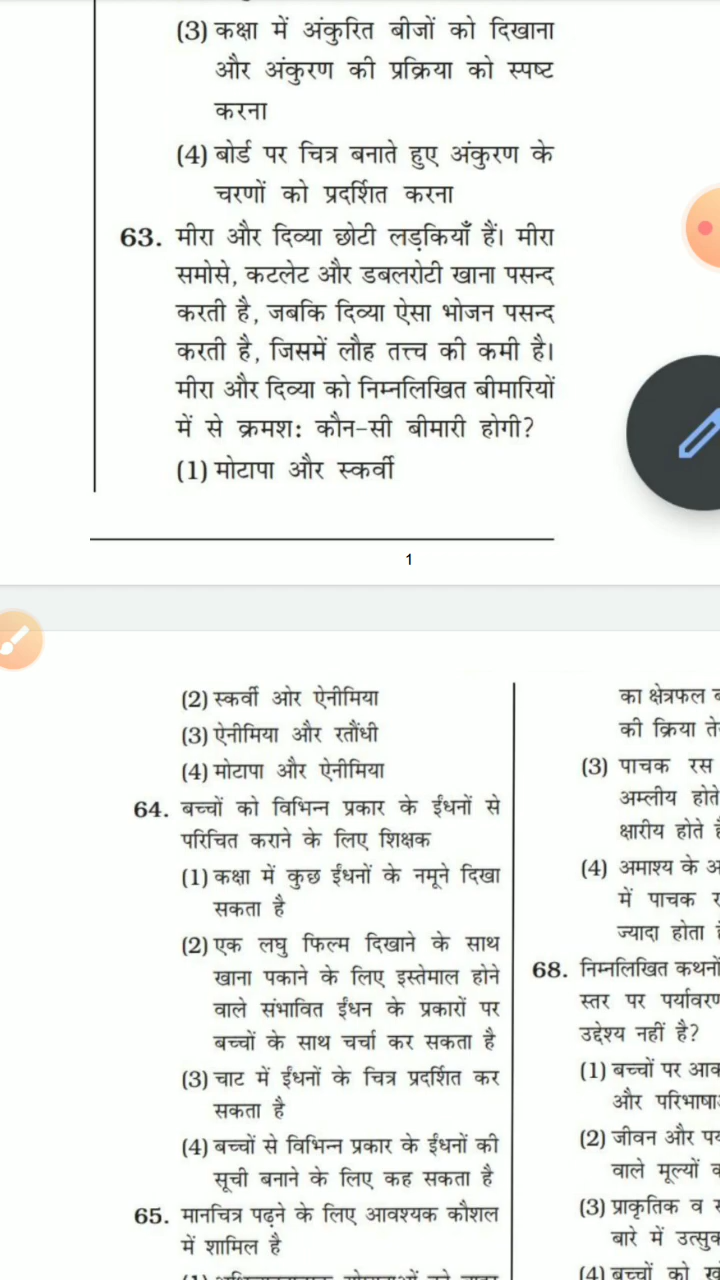 (3) कक्षा में अंकुरित बीजों को दिखाना
और अंकुरण की प्रक्रिया को स्पष्ट
करना
(4) बोर्ड पर चित्र बनाते हुए अंकुरण के
चरणों को प्रदर्शित करना
63. मीरा और दिव्या छोटी लड़कियाँ हैं। मीरा
समोसे, कटलेट और डबलरोटी खाना पसन्द
करती है, जबकि दिव्या ऐसा भोजन पसन्द
करती है, जिसमें लौह तत्त्व की कमी है।
मीरा और दिव्या को निम्नलिखित बीमारियों
में से क्रमश: कौन-सी बीमारी होगी?
(1) मोटापा और स्कर्वी
1
(2) स्कर्वी ओर ऐनीमिया
(3) ऐनीमिया और रतौंधी
(4) मोटापा और ऐनीमिया
64. बच्चों को विभिन्न प्रकार के ईंधनों से
परिचित कराने के लिए शिक्षक
(1) कक्षा में कुछ ईंधनों के नमूने दिखा
सकता है
(2) एक लघु फिल्म दिखाने के साथ
खाना पकाने के लिए इस्तेमाल होने
वाले संभावित ईंधन के प्रकारों पर
बच्चों के साथ चर्चा कर सकता है
(3) चाट में ईंधनों के चित्र प्रदर्शित कर
सकता है
(4) बच्चों से विभिन्न प्रकार के ईंधनों की
सूची बनाने के लिए कह सकता है
65. मानचित्र पढ़ने के लिए आवश्यक कौशल
में शामिल है
का क्षेत्रफल
की क्रिया
(3) पाचक रस
अम्लीय होते
क्षारीय होते
(4) अमाश्य के
में पाचक
ज्यादा होता
68. निम्नलिखित कथनों
स्तर पर
उद्देश्य नहीं है?
(1) बच्चों पर
और
(2) जीवन और
वाले मूल्यों
(3) प्राकृतिक व
बारे में
(4) बच्चों को